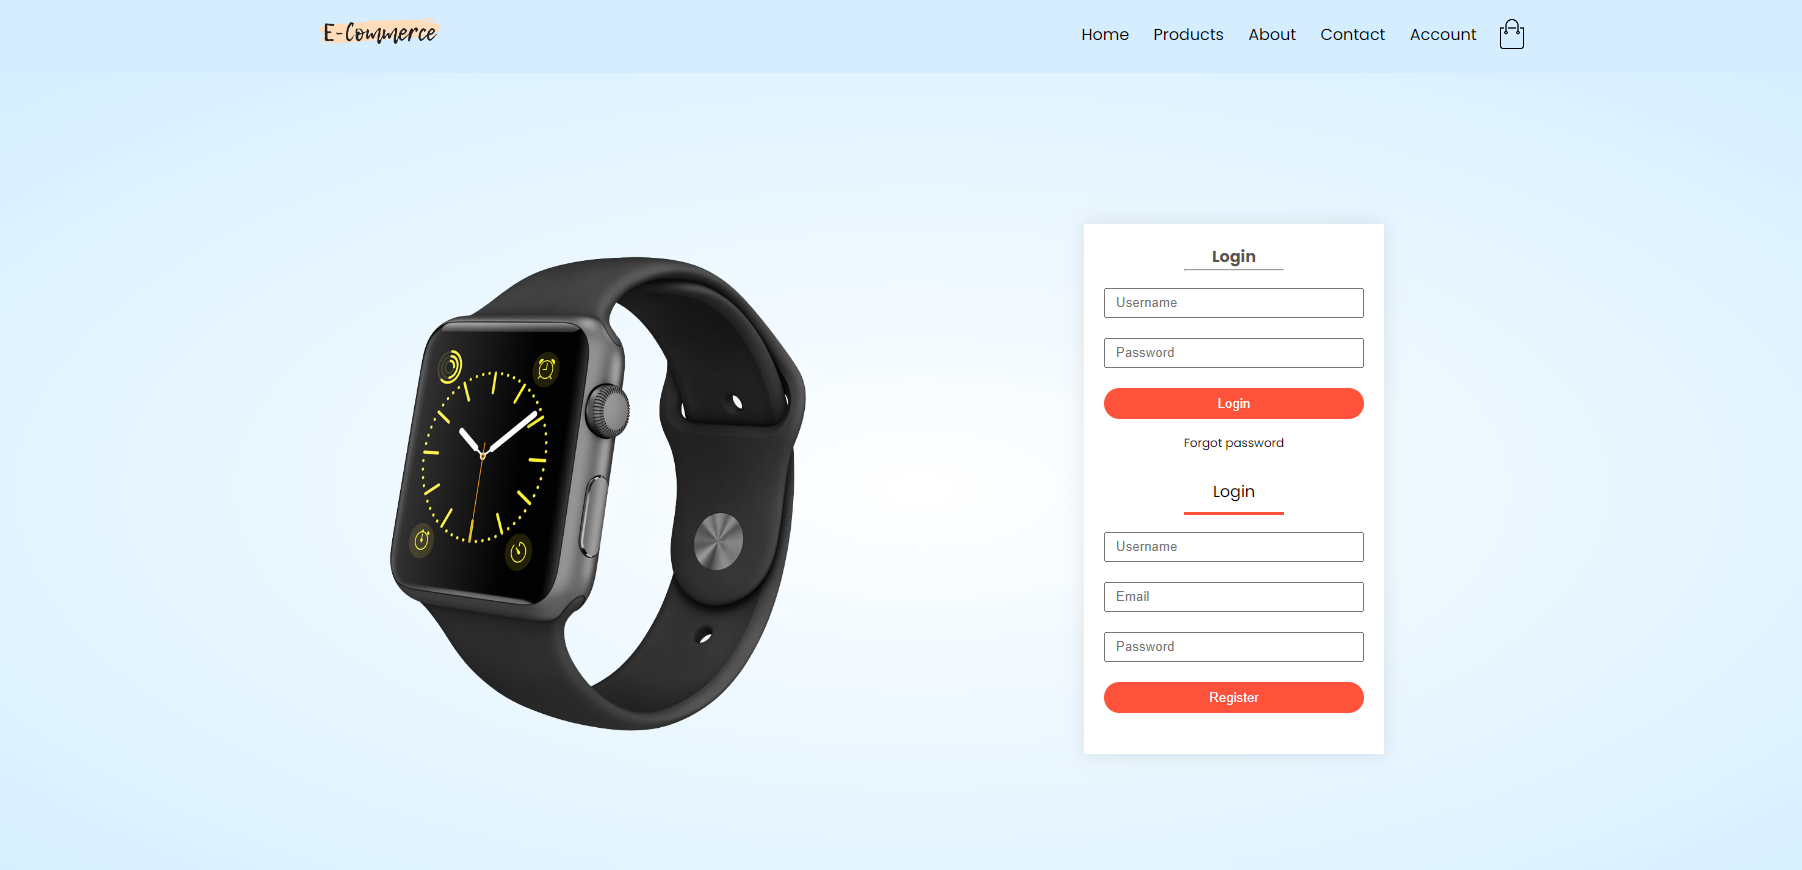 E-Commerce
Home Products About Contact Account
Login
Username
Password
Login
Forgot password
Login
Username
Email
Password
Register